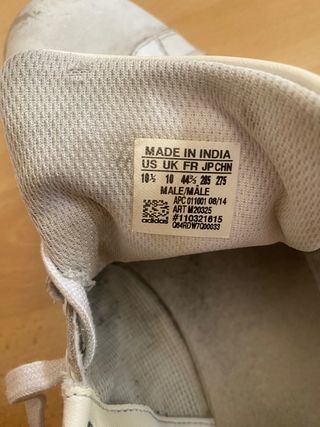 MADE IN INDIA
US UK FR JP CHN
10½ 10 44⅔ 285 275
MALE/MÂLE
APC 011001 08/14
ART M20325
#110321615
Q64RDW7Q00033
adidas